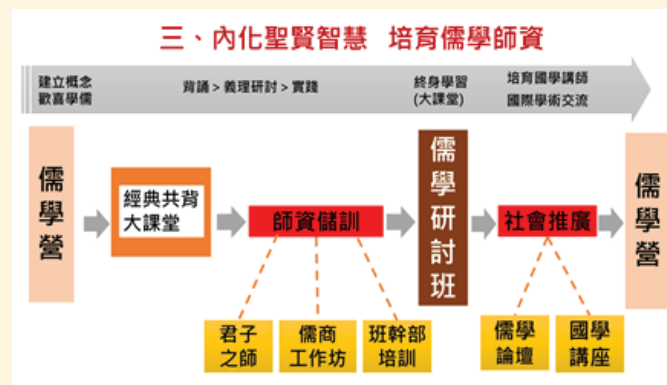 三、內化聖賢智慧 培育儒學師資
建立概念
歡喜學儒
背誦 > 義理研討 > 實踐
終身學習
(大課堂)
培育國學講師
國際學術交流
儒學營
經典共背
大課堂
師資儲訓
儒學研討班
社會推廣
儒學營
君子
之師
儒商
工作坊
班幹部
培訓
儒學
論壇
國學
講座